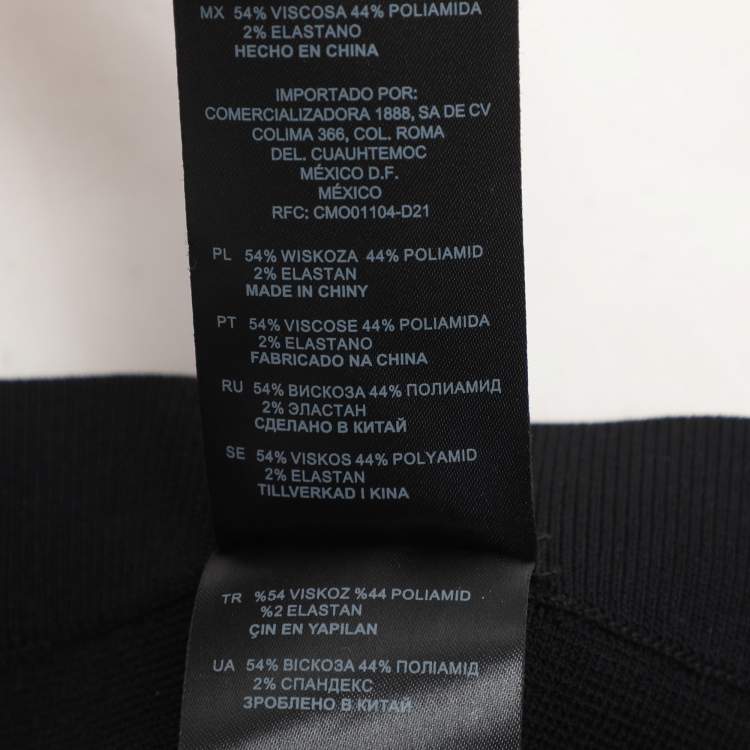 MX 54% VISCOSA 44% POLIAMIDA
2% ELASTANO
HECHO EN CHINA
IMPORTADO POR:
COMERCIALIZADORA 1888, SA DE CV
COLIMA 366, COL. ROMA
DEL. CUAUHTEMOC
MÉXICO D.F.
MÉXICO
RFC: CMO01104-D21
PL 54% WISKOZA 44% POLIAMID
2% ELASTAN
MADE IN CHINY
PT 54% VISCOSE 44% POLIAMIDA
2% ELASTANO
FABRICADO NA CHINA
RU 54% ВИСКОЗА 44% ПОЛИАМИД
2% ЭЛАСТАН
СДЕЛАНО В КИТАЙ
SE 54% VISKOS 44% POLYAMID
2% ELASTAN
TILLVERKAD I KINA
TR %54 VISKOZ %44 POLIAMİD
%2 ELASTAN
ÇIN EN YAPILAN
UA 54% ВІСКОЗА 44% ПОЛІАМІД
2% СПАНДЕКС
ЗРОБЛЕНО В КИТАЙ